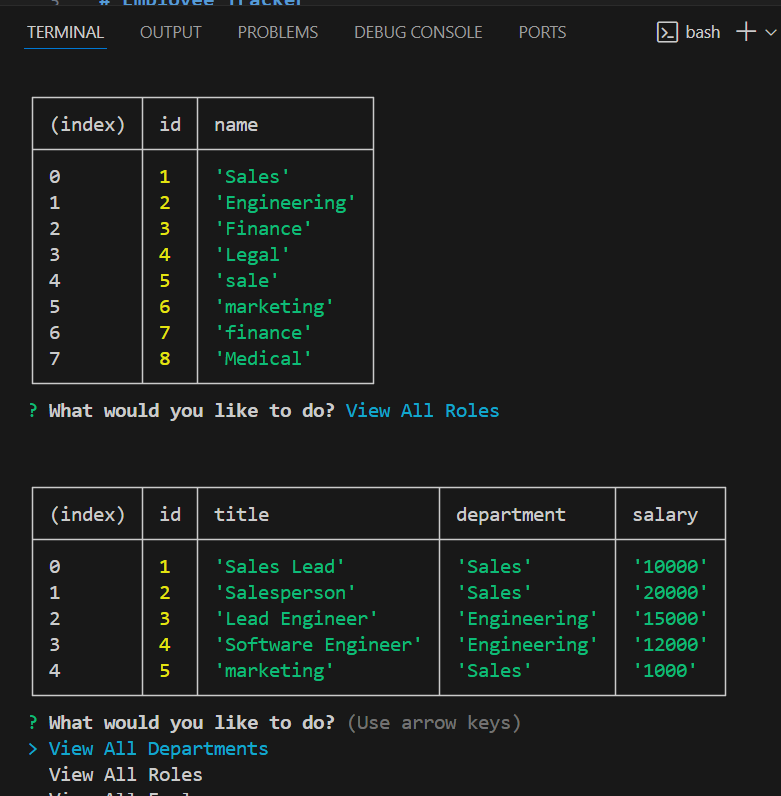 # Employee Tracker
TERMINAL OUTPUT PROBLEMS DEBUG CONSOLE PORTS bash
(index) id name
0 1 'Sales'
1 2 'Engineering'
2 3 'Finance'
3 4 'Legal'
4 5 'sale'
5 6 'marketing'
6 7 'finance'
7 8 'Medical'
? What would you like to do? View All Roles
(index) id title department salary
0 1 'Sales Lead' 'Sales' '10000'
1 2 'Salesperson' 'Sales' '20000'
2 3 'Lead Engineer' 'Engineering' '15000'
3 4 'Software Engineer' 'Engineering' '12000'
4 5 'marketing' 'Sales' '1000'
? What would you like to do? (Use arrow keys)
> View All Departments
View All Roles
View All